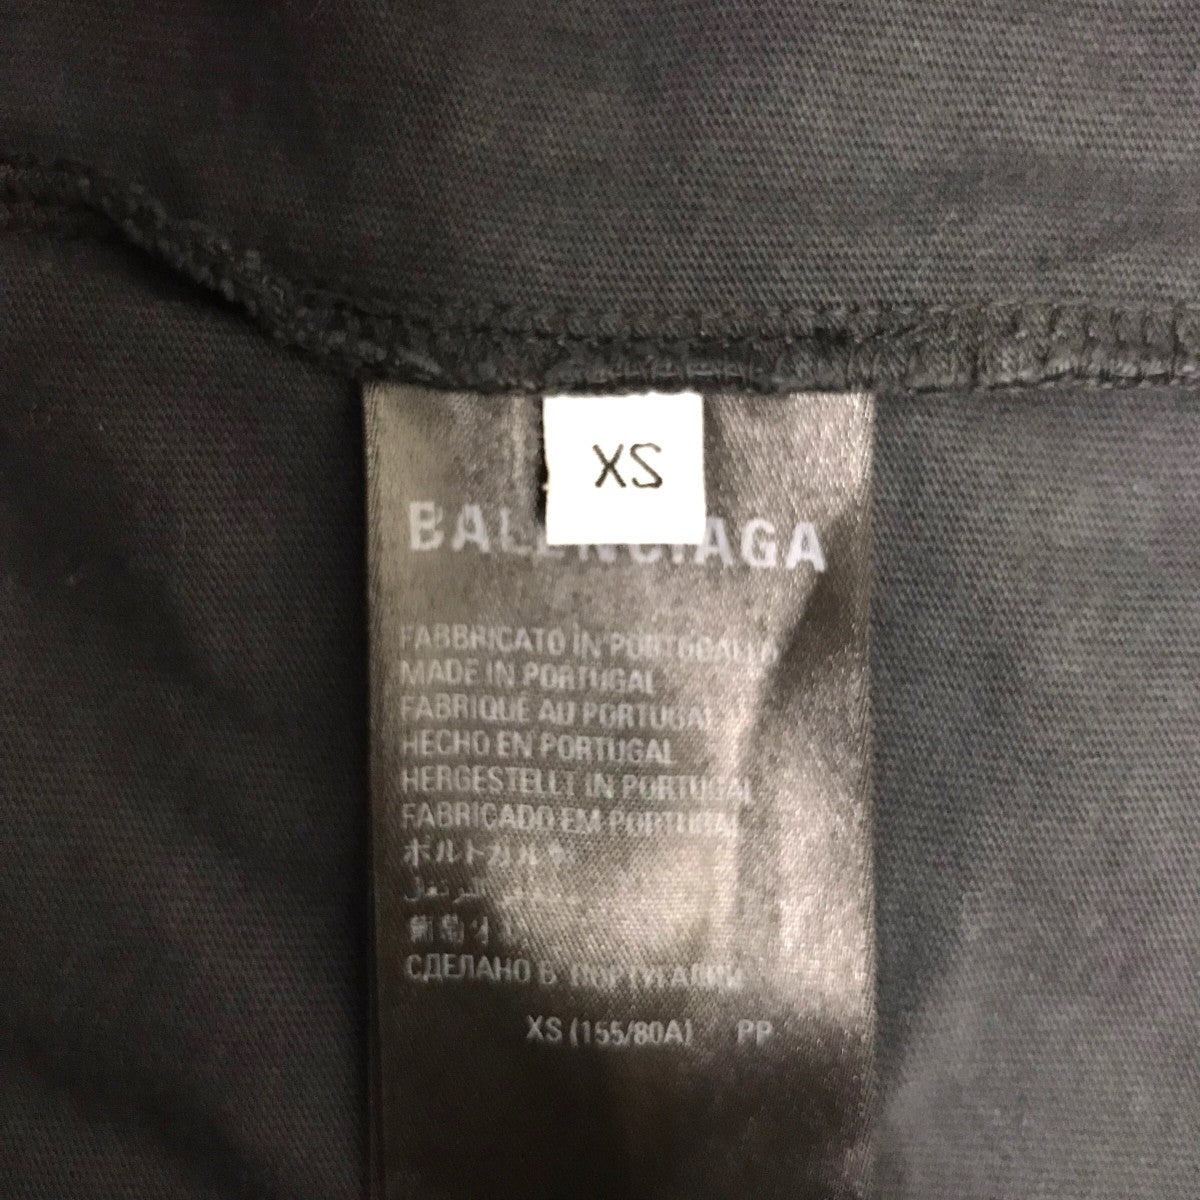 XS
BALENCIAGA
FABBRICATO IN PORTOGALLO
MADE IN PORTUGAL
FABRIQUÉ AU PORTUGAL
HECHO EN PORTUGAL
HERGESTELLT IN PORTUGAL
FABRICADO EM PORTUGAL
ポルトガル製
СДЕЛАНО В ПОРТУГАЛИИ
XS (155/80A) / PP